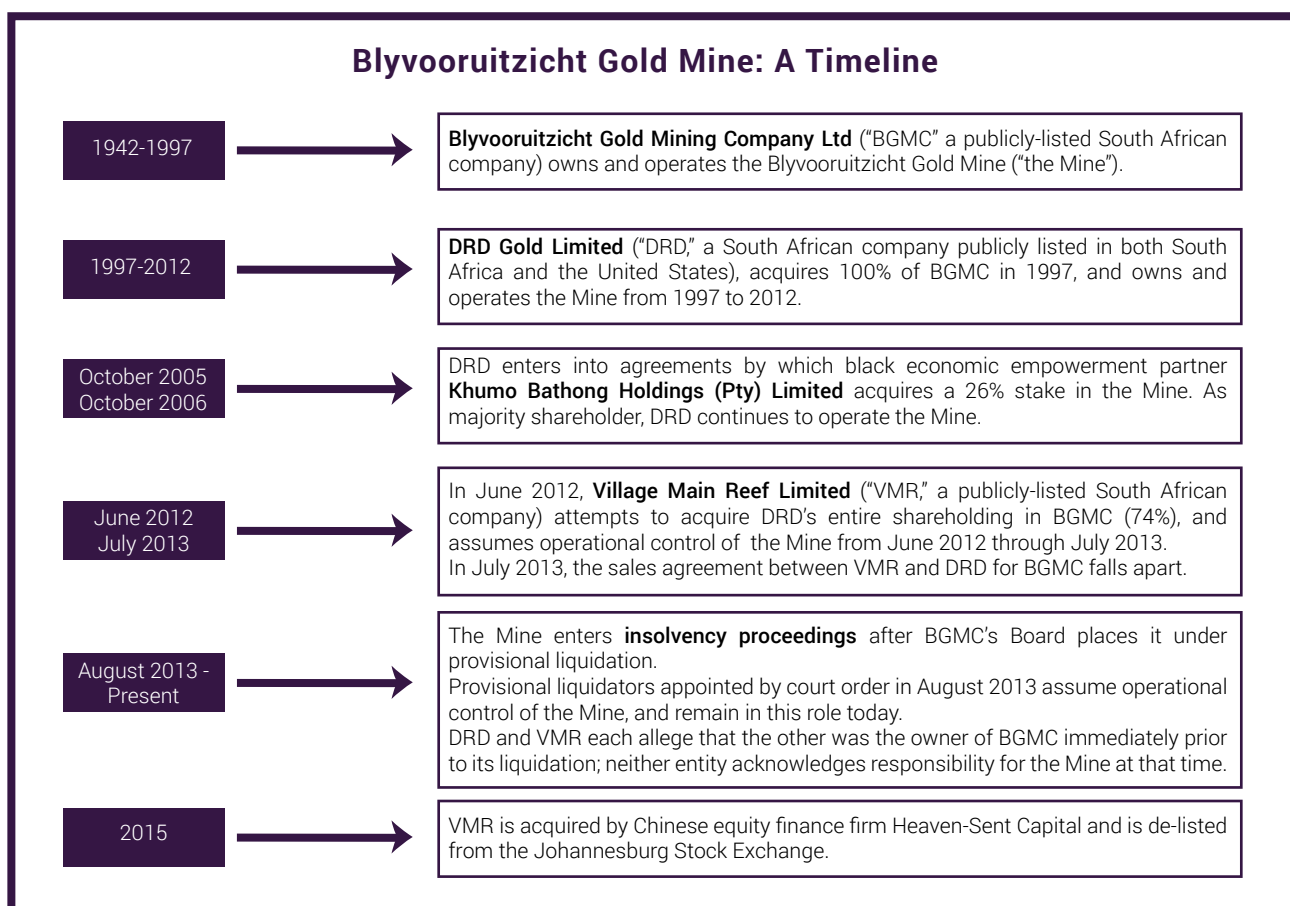 Blyvooruitzicht Gold Mine: A Timeline
1942-1997
Blyvooruitzicht Gold Mining Company Ltd (“BGMC” a publicly-listed South African
company) owns and operates the Blyvooruitzicht Gold Mine (“the Mine”).
1997-2012
DRD Gold Limited (“DRD,” a South African company publicly listed in both South
Africa and the United States), acquires 100% of BGMC in 1997, and owns and
operates the Mine from 1997 to 2012.
October 2005
October 2006
DRD enters into agreements by which black economic empowerment partner
Khumo Bathong Holdings (Pty) Limited acquires a 26% stake in the Mine. As
majority shareholder, DRD continues to operate the Mine.
June 2012
July 2013
In June 2012, Village Main Reef Limited (“VMR,” a publicly-listed South African
company) attempts to acquire DRD’s entire shareholding in BGMC (74%), and
assumes operational control of the Mine from June 2012 through July 2013.
In July 2013, the sales agreement between VMR and DRD for BGMC falls apart.
August 2013 -
Present
The Mine enters insolvency proceedings after BGMC’s Board places it under
provisional liquidation.
Provisional liquidators appointed by court order in August 2013 assume operational
control of the Mine, and remain in this role today.
DRD and VMR each allege that the other was the owner of BGMC immediately prior
to its liquidation; neither entity acknowledges responsibility for the Mine at that time.
2015
VMR is acquired by Chinese equity finance firm Heaven-Sent Capital and is de-listed
from the Johannesburg Stock Exchange.